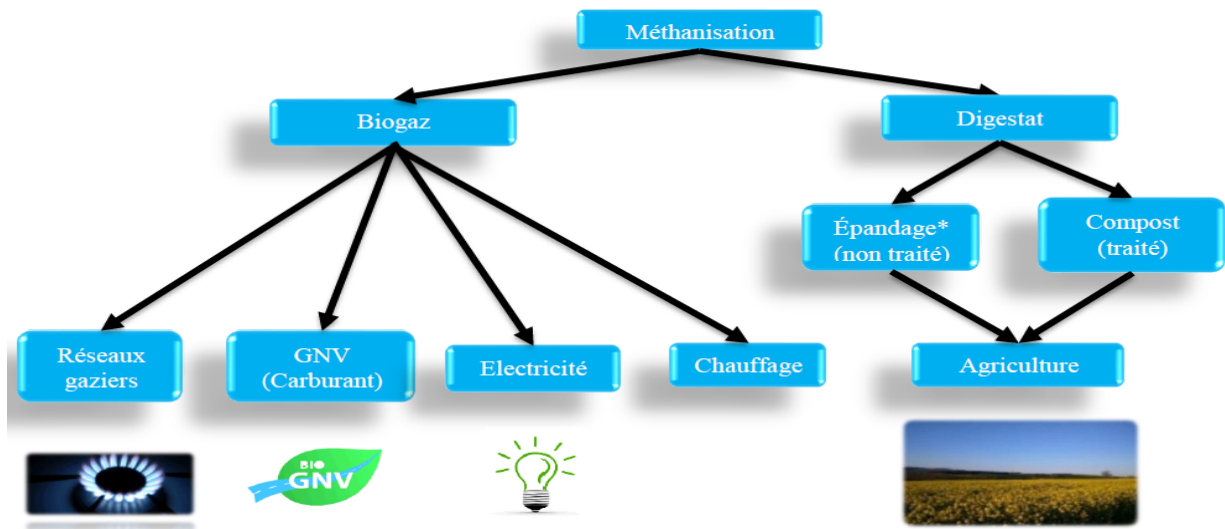 Méthanisation
Biogaz
Digestat
Épandage*
(non traité)
Compost
(traité)
Réseaux
gaziers
GNV
(Carburant)
Electricité
Chauffage
Agriculture
BIO
GNV